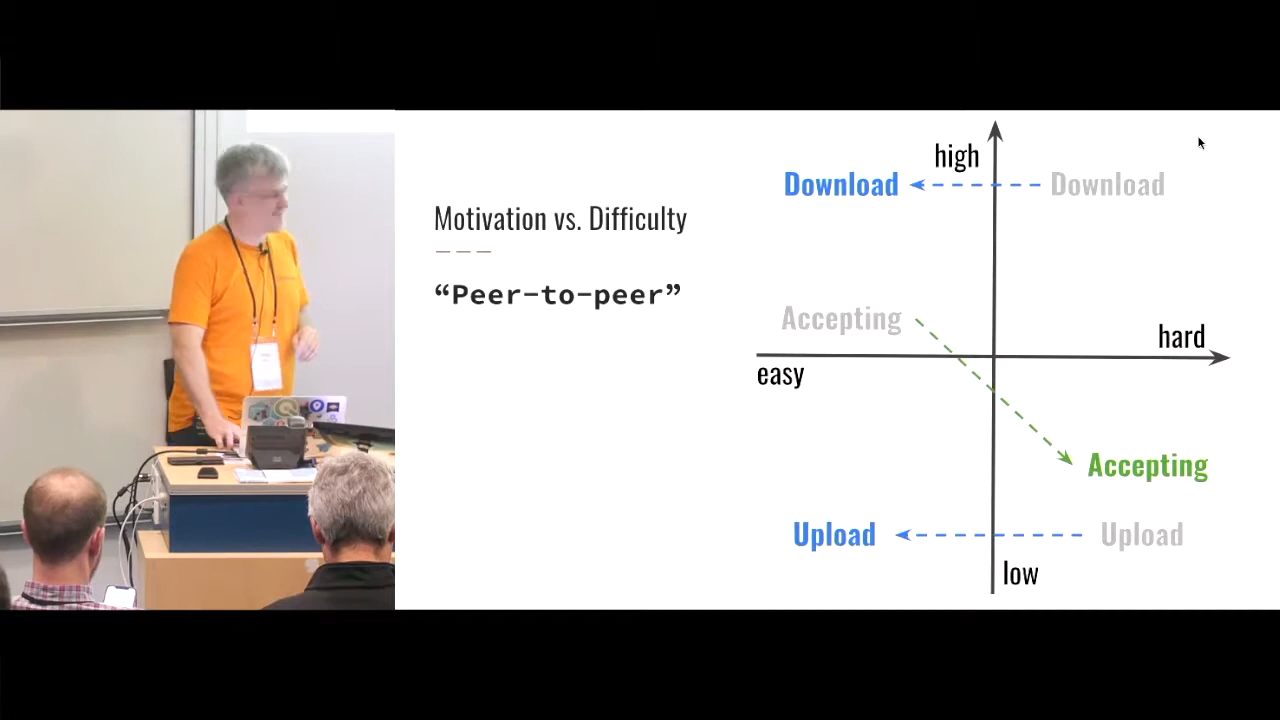 Motivation vs. Difficulty
“Peer-to-peer”
high
Download
Download
Accepting
hard
easy
Accepting
Upload
Upload
low